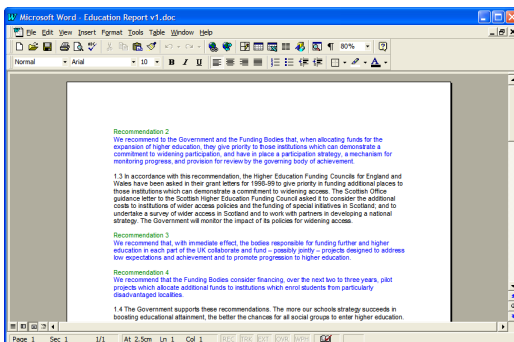 Microsoft Word - Education Report v1.doc
File Edit View Insert Format Tools Table Window Help
80%
Normal Arial 10 B I U
Recommendation 2
We recommend to the Government and the Funding Bodies that, when allocating funds for the
expansion of higher education, they give priority to those institutions which can demonstrate a
commitment to widening participation, and have in place a participation strategy, a mechanism for
monitoring progress, and provision for review by the governing body of achievement.
1.3 In accordance with this recommendation, the Higher Education Funding Councils for England and
Wales have been asked in their grant letters for 1998-99 to give priority in funding additional places to
those institutions which can demonstrate a commitment to widening access. The Scottish Office
guidance letter to the Scottish Higher Education Funding Council asked it to consider the additional
costs to institutions of wider access policies and the funding of special initiatives in Scotland; and to
undertake a survey of wider access in Scotland and to work with partners in developing a national
strategy. The Government will monitor the impact of its policies for widening access.
Recommendation 3
We recommend that, with immediate effect, the bodies responsible for funding further and higher
education in each part of the UK collaborate and fund – possibly jointly – projects designed to address
low expectations and achievement and to promote progression to higher education.
Recommendation 4
We recommend that the Funding Bodies consider financing, over the next two to three years, pilot
projects which allocate additional funds to institutions which enrol students from particularly
disadvantaged localities.
1.4 The Government supports these recommendations. The more our schools strategy succeeds in
boosting educational attainment, the better the chances for all social groups to enter higher education.
Page 1 Sec 1 1/1 At 2.5cm Ln 1 Col 1 REC TRK EXT OVR WPH